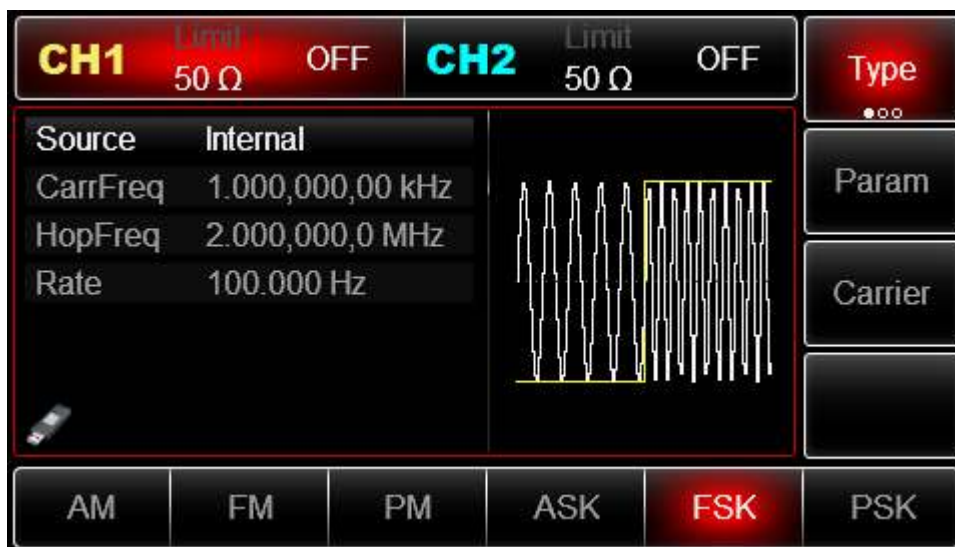 CH1 Limit 50 Ω OFF CH2 Limit 50 Ω OFF
Type
Source Internal
CarrFreq 1.000,000,00 kHz
HopFreq 2.000,000,0 MHz
Rate 100.000 Hz
Param
Carrier
AM FM PM ASK FSK PSK